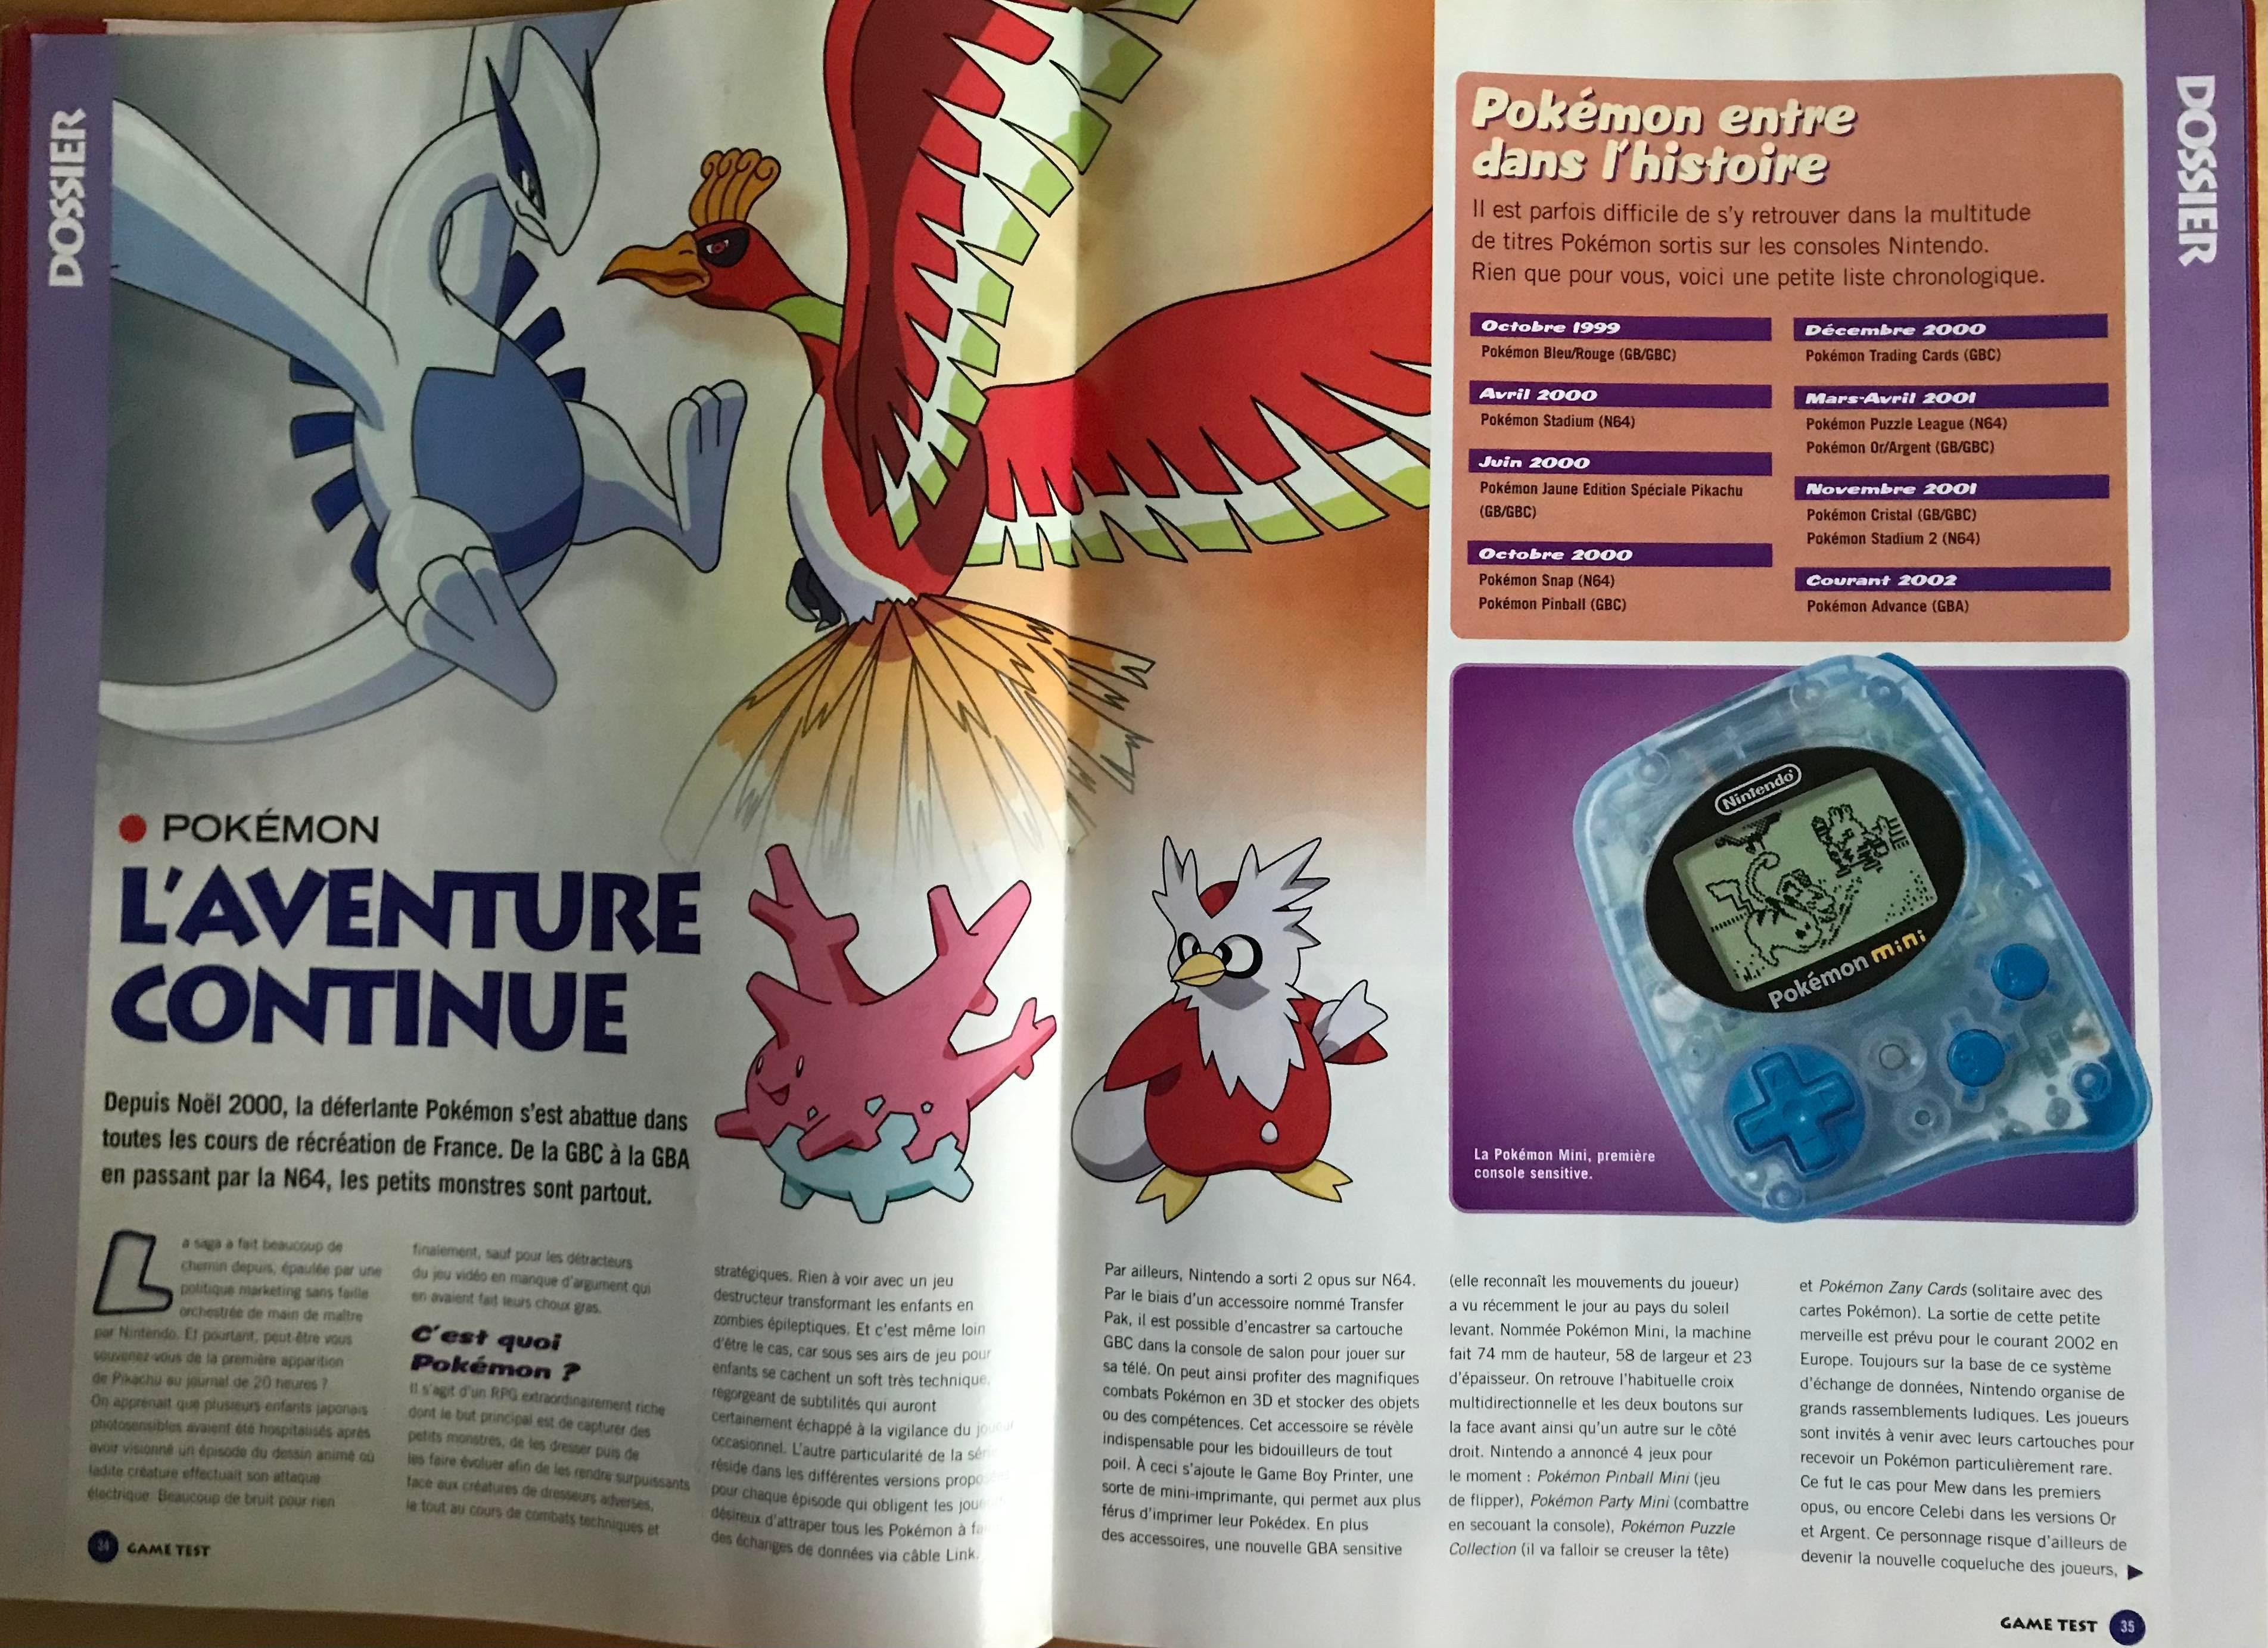 DOSSIER
POKÉMON
L'AVENTURE
CONTINUE
Depuis Noël 2000, la déferlante Pokémon s'est abattue dans
toutes les cours de récréation de France. De la GBC à la GBA
en passant par la N64, les petits monstres sont partout.
La saga a fait beaucoup de
chemin depuis, épaulée par une
politique marketing sans faille
orchestrée de main de maître
par Nintendo. Et pourtant, peut-être vous
souvenez-vous de la première apparition
de Pikachu au journal de 20 heures ?
On apprenait que plusieurs enfants japonais
photosensibles avaient été hospitalisés après
avoir visionné un épisode du dessin animé où
ladite créature effectuait son attaque
électrique. Beaucoup de bruit pour rien
finalement, sauf pour les détracteurs
du jeu vidéo en manque d'argument qui
en avaient fait leurs choux gras.
C'est quoi
Pokémon ?
Il s'agit d'un RPG extraordinairement riche
dont le but principal est de capturer des
petits monstres, de les dresser puis de
les faire évoluer afin de les rendre surpuissants
face aux créatures de dresseurs adverses,
le tout au cours de combats techniques et
stratégiques. Rien à voir avec un jeu
destructeur transformant les enfants en
zombies épileptiques. Et c'est même loin
d'être le cas, car sous ses airs de jeu pour
enfants se cachent un soft très technique,
regorgeant de subtilités qui auront
certainement échappé à la vigilance du joueur
occasionnel. L'autre particularité de la série
réside dans les différentes versions proposées
pour chaque épisode qui obligent les
désireux d'attraper tous les Pokémon à
des échanges de données via câble Link.
34 GAME TEST
Par ailleurs, Nintendo a sorti 2 opus sur N64.
Par le biais d'un accessoire nommé Transfer
Pak, il est possible d'encastrer sa cartouche
GBC dans la console de salon pour jouer sur
sa télé. On peut ainsi profiter des magnifiques
combats Pokémon en 3D et stocker des objets
ou des compétences. Cet accessoire se révèle
indispensable pour les bidouilleurs de tout
poil. À ceci s'ajoute le Game Boy Printer, une
sorte de mini-imprimante, qui permet aux plus
férus d'imprimer leur Pokédex. En plus
des accessoires, une nouvelle GBA sensitive
(elle reconnaît les mouvements du joueur)
a vu récemment le jour au pays du soleil
levant. Nommée Pokémon Mini, la machine
fait 74 mm de hauteur, 58 de largeur et 23
d'épaisseur. On retrouve l'habituelle croix
multidirectionnelle et les deux boutons sur
la face avant ainsi qu'un autre sur le côté
droit. Nintendo a annoncé 4 jeux pour
le moment : Pokémon Pinball Mini (jeu
de flipper), Pokémon Party Mini (combattre
en secouant la console), Pokémon Puzzle
Collection (il va falloir se creuser la tête)
et Pokémon Zany Cards (solitaire avec des
cartes Pokémon). La sortie de cette petite
merveille est prévu pour le courant 2002 en
Europe. Toujours sur la base de ce système
d'échange de données, Nintendo organise de
grands rassemblements ludiques. Les joueurs
sont invités à venir avec leurs cartouches pour
recevoir un Pokémon particulièrement rare.
Ce fut le cas pour Mew dans les premiers
opus, ou encore Celebi dans les versions Or
et Argent. Ce personnage risque d'ailleurs de
devenir la nouvelle coqueluche des joueurs,
Pokémon entre
dans l'histoire
Il est parfois difficile de s'y retrouver dans la multitude
de titres Pokémon sortis sur les consoles Nintendo.
Rien que pour vous, voici une petite liste chronologique.
Octobre 1999
Pokémon Bleu/Rouge (GB/GBC)
Avril 2000
Pokémon Stadium (N64)
Juin 2000
Pokémon Jaune Edition Spéciale Pikachu
(GB/GBC)
Octobre 2000
Pokémon Snap (N64)
Pokémon Pinball (GBC)
Décembre 2000
Pokémon Trading Cards (GBC)
Mars-Avril 2001
Pokémon Puzzle League (N64)
Pokémon Or/Argent (GB/GBC)
Novembre 2001
Pokémon Cristal (GB/GBC)
Pokémon Stadium 2 (N64)
Courant 2002
Pokémon Advance (GBA)
Nintendo
Pokémon mini
La Pokémon Mini, première
console sensitive.
DOSSIER
GAME TEST 35